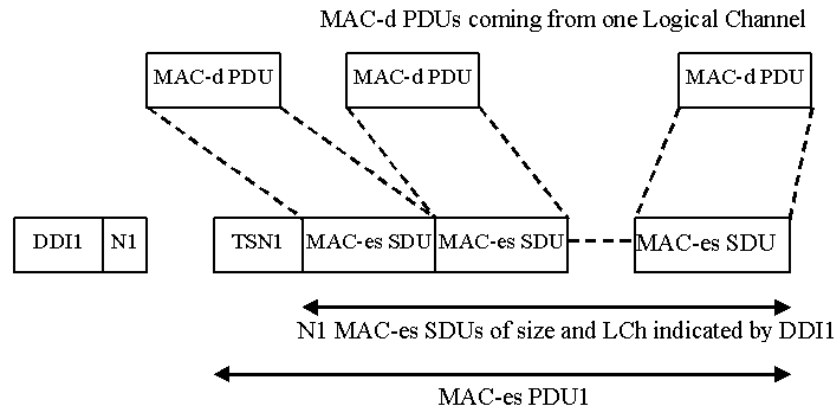 MAC-d PDUs coming from one Logical Channel
MAC-d PDU
MAC-d PDU
MAC-d PDU
DDI1
N1
TSN1
MAC-es SDU
MAC-es SDU
MAC-es SDU
N1 MAC-es SDUs of size and LCh indicated by DDI1
MAC-es PDU1